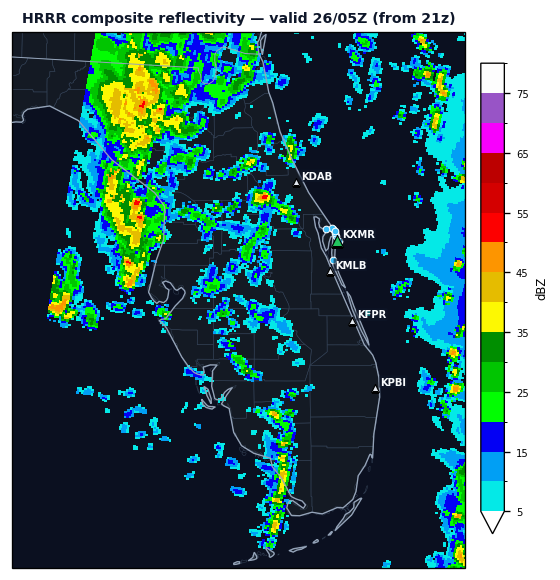 HRRR composite reflectivity — valid 26/05Z (from 21z)
KDAB
KXMR
KMLB
KFPR
KPBI
75
65
55
45
35
25
15
5
dBZ